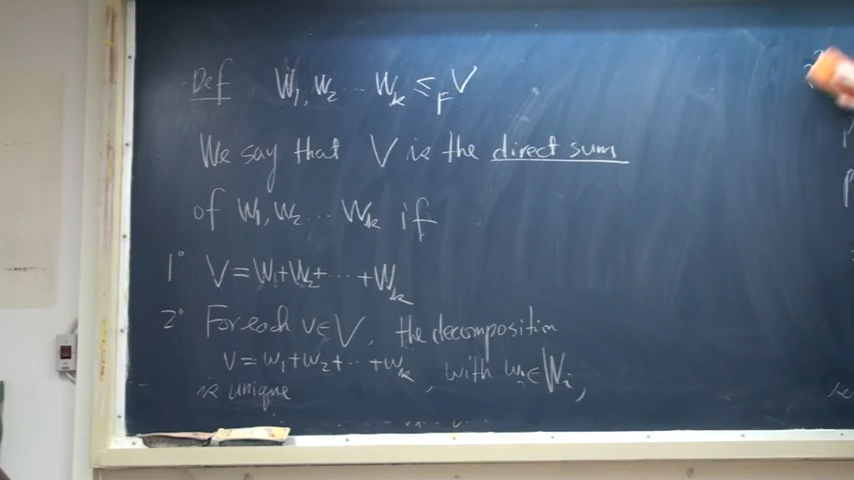 Def W₁, W₂ ... W_k ≤_F V
We say that V is the direct sum
of W₁, W₂ ... W_k if
1° V = W₁ + W₂ + ... + W_k
2° For each v ∈ V, the decomposition
v = w₁ + w₂ + ... + w_k, with w_i ∈ W_i,
is unique